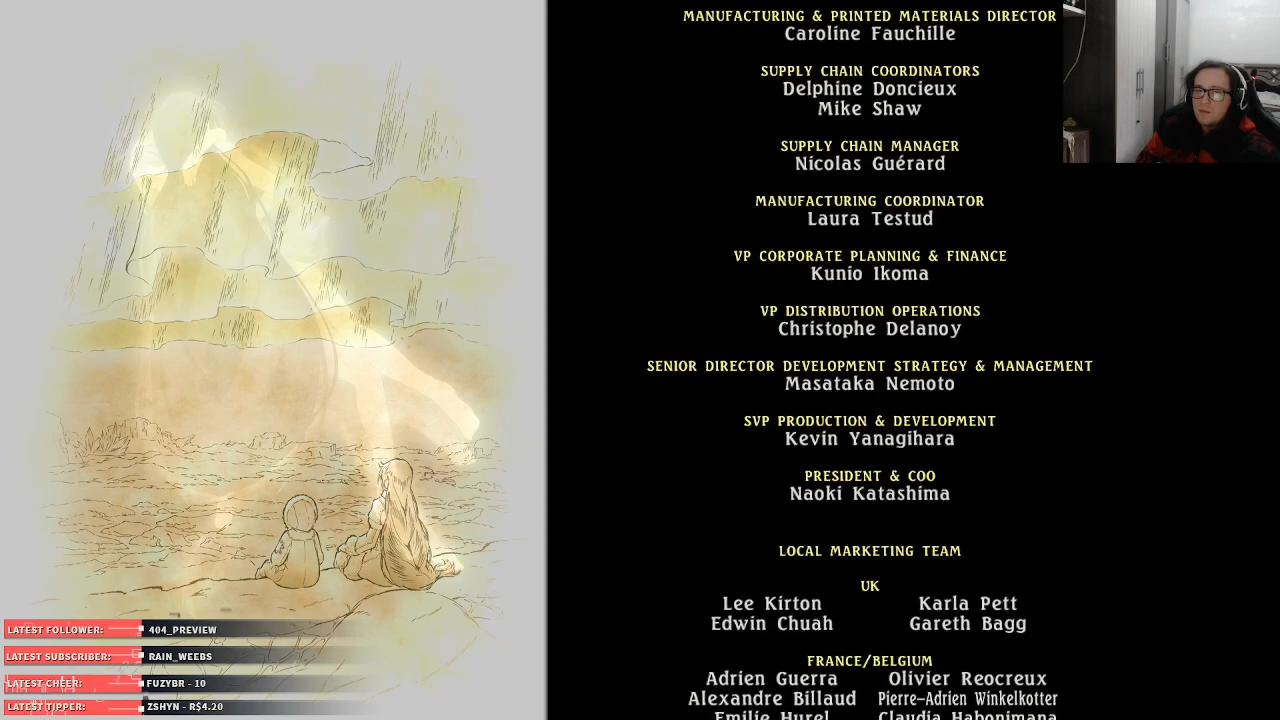 MANUFACTURING & PRINTED MATERIALS DIRECTOR
Caroline Fauchille
SUPPLY CHAIN COORDINATORS
Delphine Doncieux
Mike Shaw
SUPPLY CHAIN MANAGER
Nicolas Guérard
MANUFACTURING COORDINATOR
Laura Testud
VP CORPORATE PLANNING & FINANCE
Kunio Ikoma
VP DISTRIBUTION OPERATIONS
Christophe Delanoy
SENIOR DIRECTOR DEVELOPMENT STRATEGY & MANAGEMENT
Masataka Nemoto
SVP PRODUCTION & DEVELOPMENT
Kevin Yanagihara
PRESIDENT & COO
Naoki Katashima
LOCAL MARKETING TEAM
UK
Lee Kirton Karla Pett
Edwin Chuah Gareth Bagg
FRANCE/BELGIUM
Adrien Guerra Olivier Reocreux
Alexandre Billaud Pierre-Adrien Winkelkotter
Emilie Hurel Claudia Habonimana
LATEST FOLLOWER: 404_PREVIEW
LATEST SUBSCRIBER: RAIN_WEEBS
LATEST CHEER: FUZYBR - 10
LATEST TIPPER: ZSHYN - R$4.20